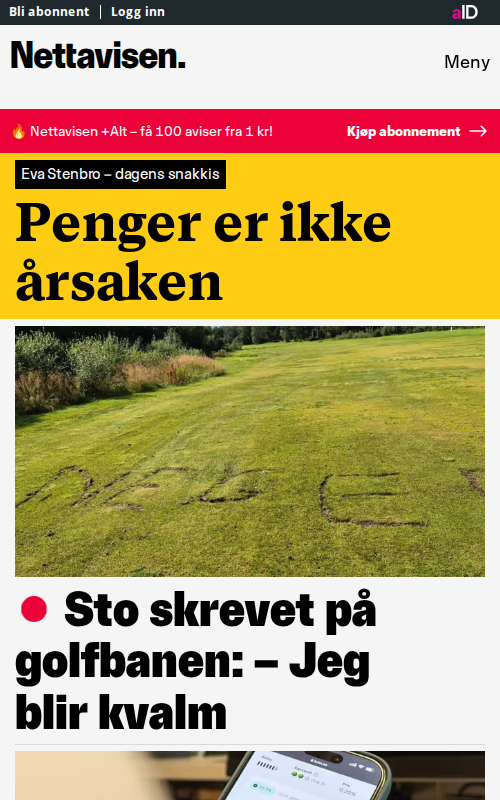 Bli abonnent | Logg inn
aID
Nettavisen.
Meny
🔥 Nettavisen +Alt – få 100 aviser fra 1 kr!
Kjøp abonnement →
Eva Stenbro – dagens snakkis
Penger er ikke
årsaken
Sto skrevet på
golfbanen: – Jeg
blir kvalm